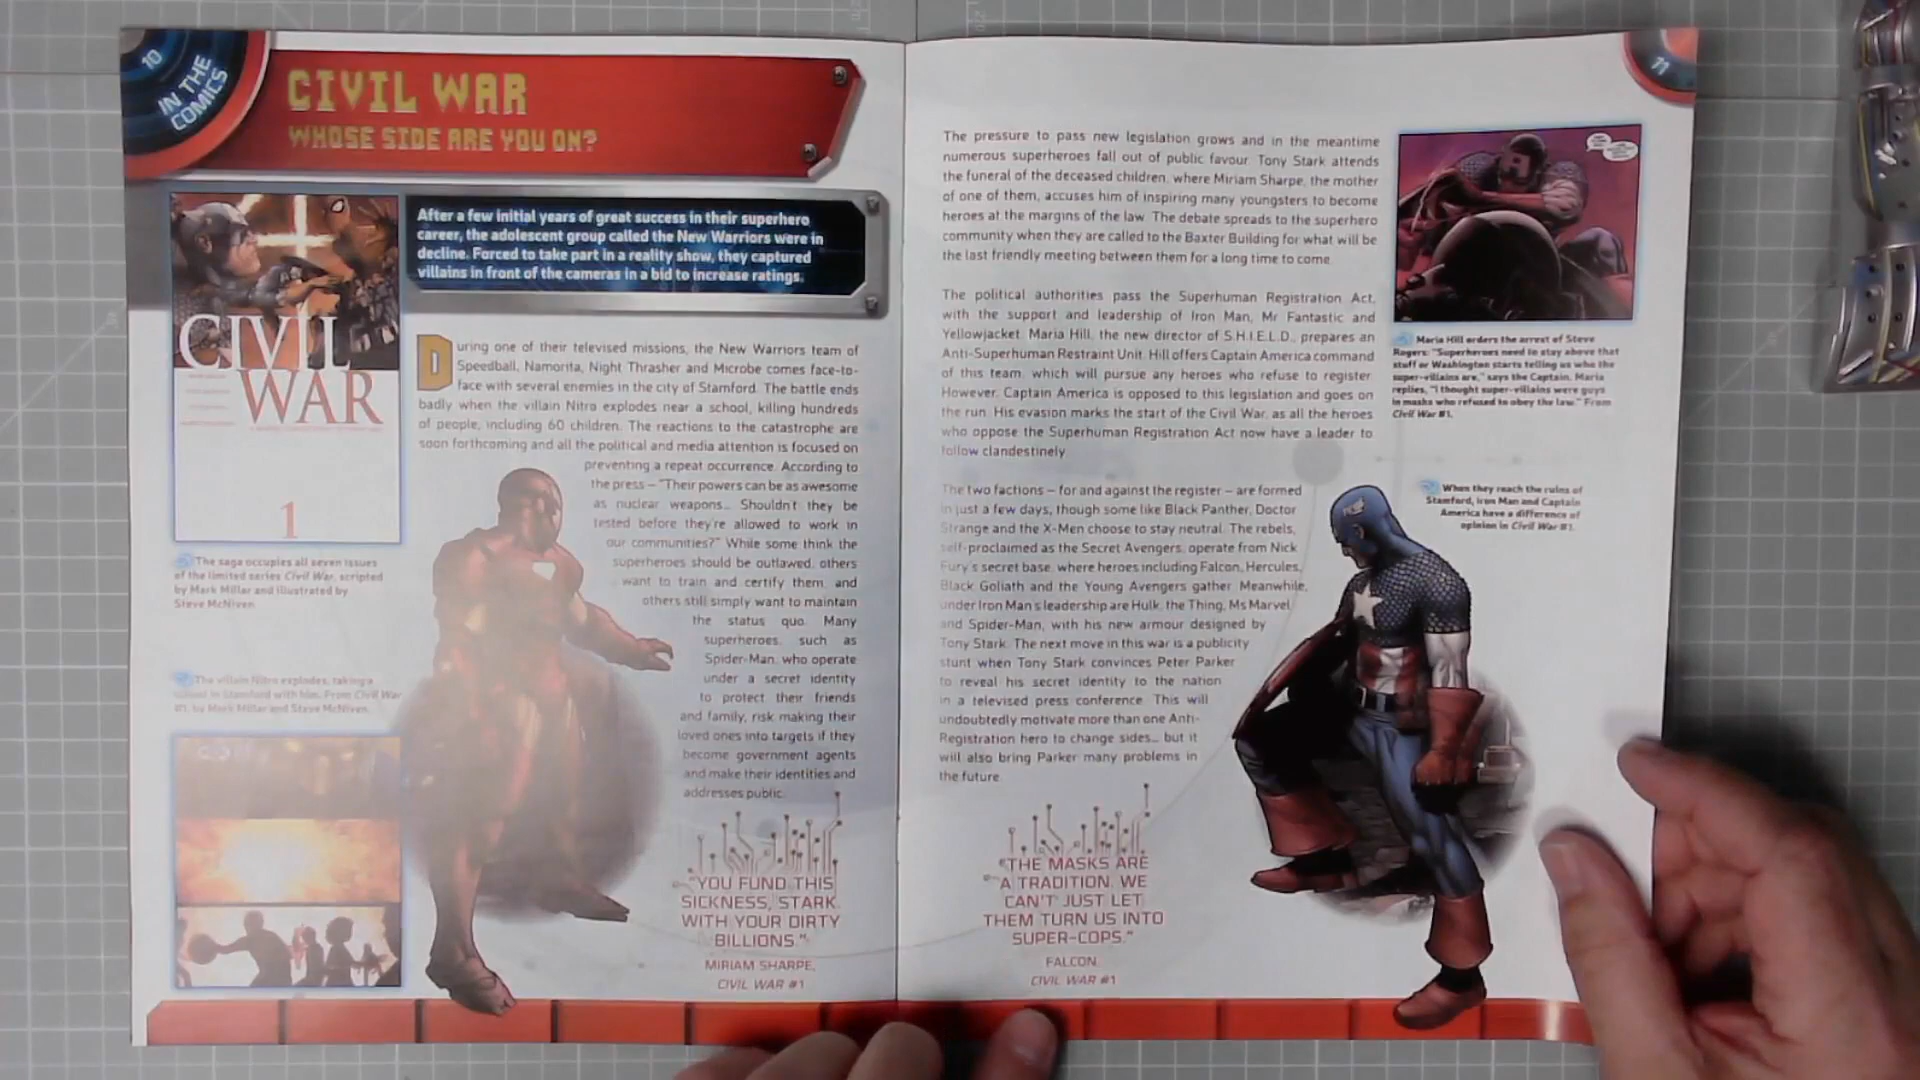 10
IN THE
COMICS
CIVIL WAR
WHOSE SIDE ARE YOU ON?
CIVIL
WAR
1
The saga occupies all seven issues
of the limited series Civil War, scripted
by Mark Millar and illustrated by
Steve McNiven.
The villain Nitro explodes, taking a
school in Stamford with him. From Civil War
#1, by Mark Millar and Steve McNiven.
After a few initial years of great success in their superhero
career, the adolescent group called the New Warriors were in
decline. Forced to take part in a reality show, they captured
villains in front of the cameras in a bid to increase ratings.
During one of their televised missions, the New Warriors team of
Speedball, Namorita, Night Thrasher and Microbe comes face-to-
face with several enemies in the city of Stamford. The battle ends
badly when the villain Nitro explodes near a school, killing hundreds
of people, including 60 children. The reactions to the catastrophe are
soon forthcoming and all the political and media attention is focused on
preventing a repeat occurrence. According to
the press – "Their powers can be as awesome
as nuclear weapons... Shouldn't they be
tested before they're allowed to work in
our communities?" While some think the
superheroes should be outlawed, others
want to train and certify them, and
others still simply want to maintain
the status quo. Many
superheroes, such as
Spider-Man, who operate
under a secret identity
to protect their friends
and family, risk making their
loved ones into targets if they
become government agents
and make their identities and
addresses public.
"YOU FUND THIS
SICKNESS, STARK.
WITH YOUR DIRTY
BILLIONS."
MIRIAM SHARPE,
CIVIL WAR #1
11
The pressure to pass new legislation grows and in the meantime
numerous superheroes fall out of public favour. Tony Stark attends
the funeral of the deceased children, where Miriam Sharpe, the mother
of one of them, accuses him of inspiring many youngsters to become
heroes at the margins of the law. The debate spreads to the superhero
community when they are called to the Baxter Building for what will be
the last friendly meeting between them for a long time to come.
The political authorities pass the Superhuman Registration Act,
with the support and leadership of Iron Man, Mr Fantastic and
Yellowjacket. Maria Hill, the new director of S.H.I.E.L.D., prepares an
Anti-Superhuman Restraint Unit. Hill offers Captain America command
of this team, which will pursue any heroes who refuse to register.
However, Captain America is opposed to this legislation and goes on
the run. His evasion marks the start of the Civil War, as all the heroes
who oppose the Superhuman Registration Act now have a leader to
follow clandestinely.
The two factions – for and against the register – are formed
in just a few days, though some like Black Panther, Doctor
Strange and the X-Men choose to stay neutral. The rebels,
self-proclaimed as the Secret Avengers, operate from Nick
Fury's secret base, where heroes including Falcon, Hercules,
Black Goliath and the Young Avengers gather. Meanwhile,
under Iron Man's leadership are Hulk, the Thing, Ms Marvel
and Spider-Man, with his new armour designed by
Tony Stark. The next move in this war is a publicity
stunt when Tony Stark convinces Peter Parker
to reveal his secret identity to the nation
in a televised press conference. This will
undoubtedly motivate more than one Anti-
Registration hero to change sides... but it
will also bring Parker many problems in
the future.
"THE MASKS ARE
A TRADITION. WE
CAN'T JUST LET
THEM TURN US INTO
SUPER-COPS."
FALCON,
CIVIL WAR #1
Maria Hill orders the arrest of Steve
Rogers: "Superheroes need to stay above that
stuff or Washington starts telling us who the
super-villains are," says the Captain. Maria
replies, "I thought super-villains were guys
in masks who refused to obey the law." From
Civil War #1.
When they reach the ruins of
Stamford, Iron Man and Captain
America have a difference of
opinion in Civil War #1.